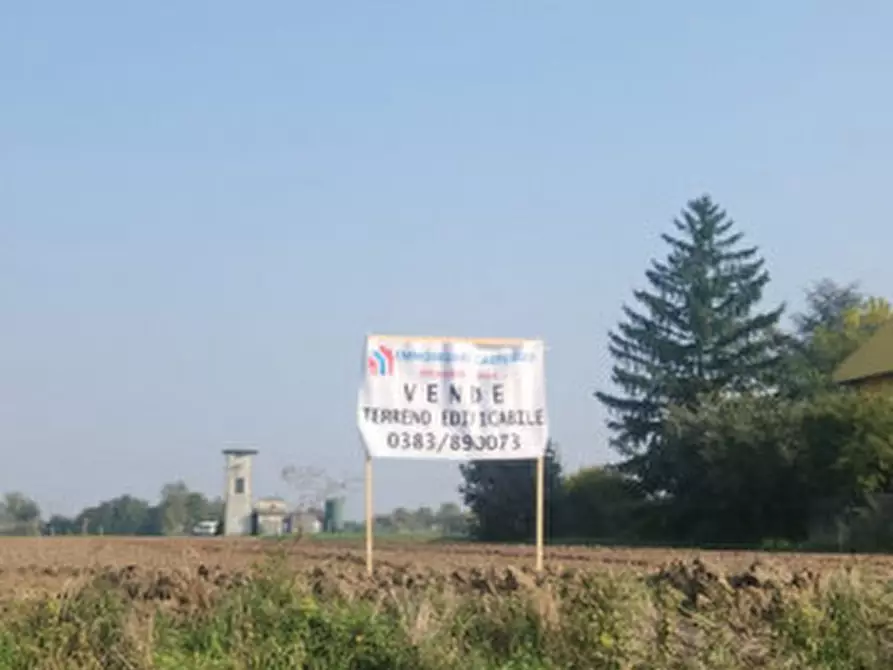 VENDE
TERRENO EDIFICABILE
0383/890073